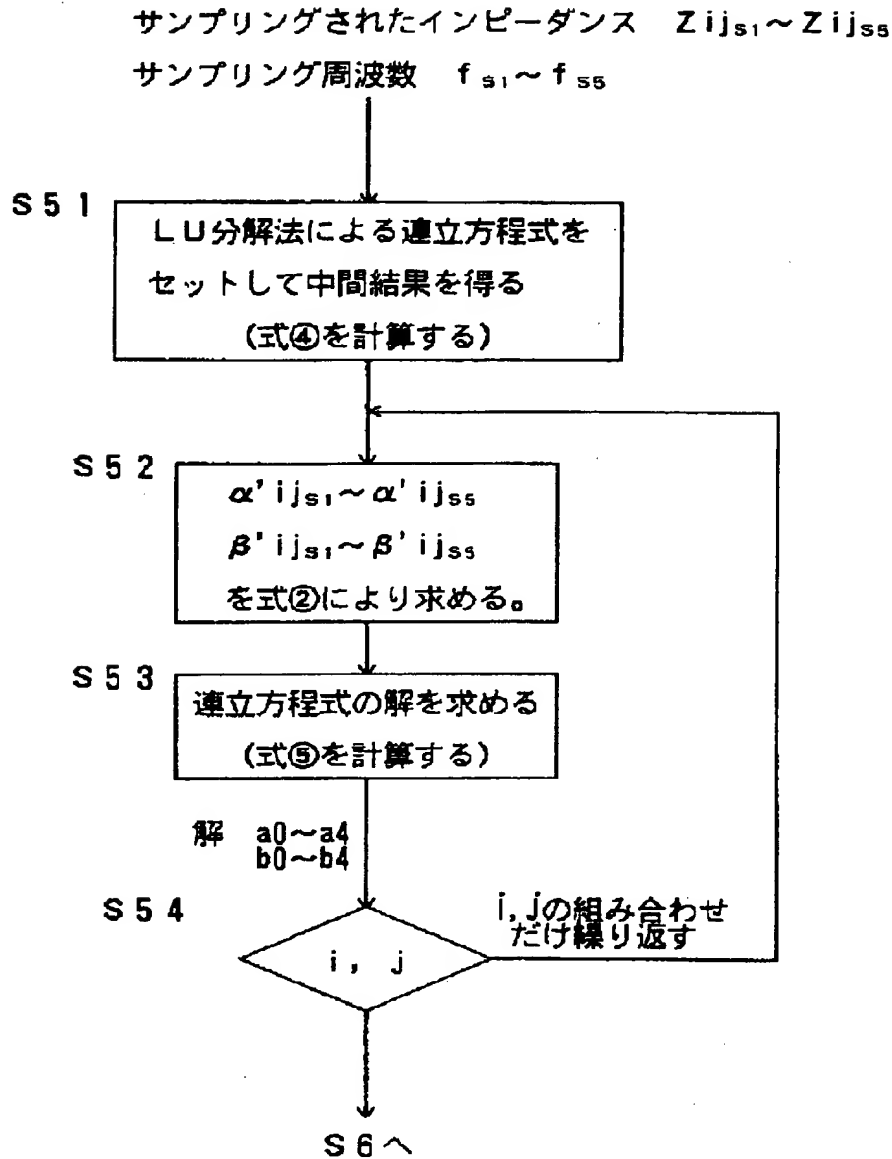 サンプリングされたインピーダンス Zijs1～Zijs5
サンプリング周波数 fs1～fs5
S51
LU分解法による連立方程式を
セットして中間結果を得る
(式④を計算する)
S52
α'ijs1～α'ijs5
β'ijs1～β'ijs5
を式②により求める。
S53
連立方程式の解を求める
(式⑤を計算する)
解 a0～a4
b0～b4
S54
i, jの組み合わせ
だけ繰り返す
i, j
S6へ